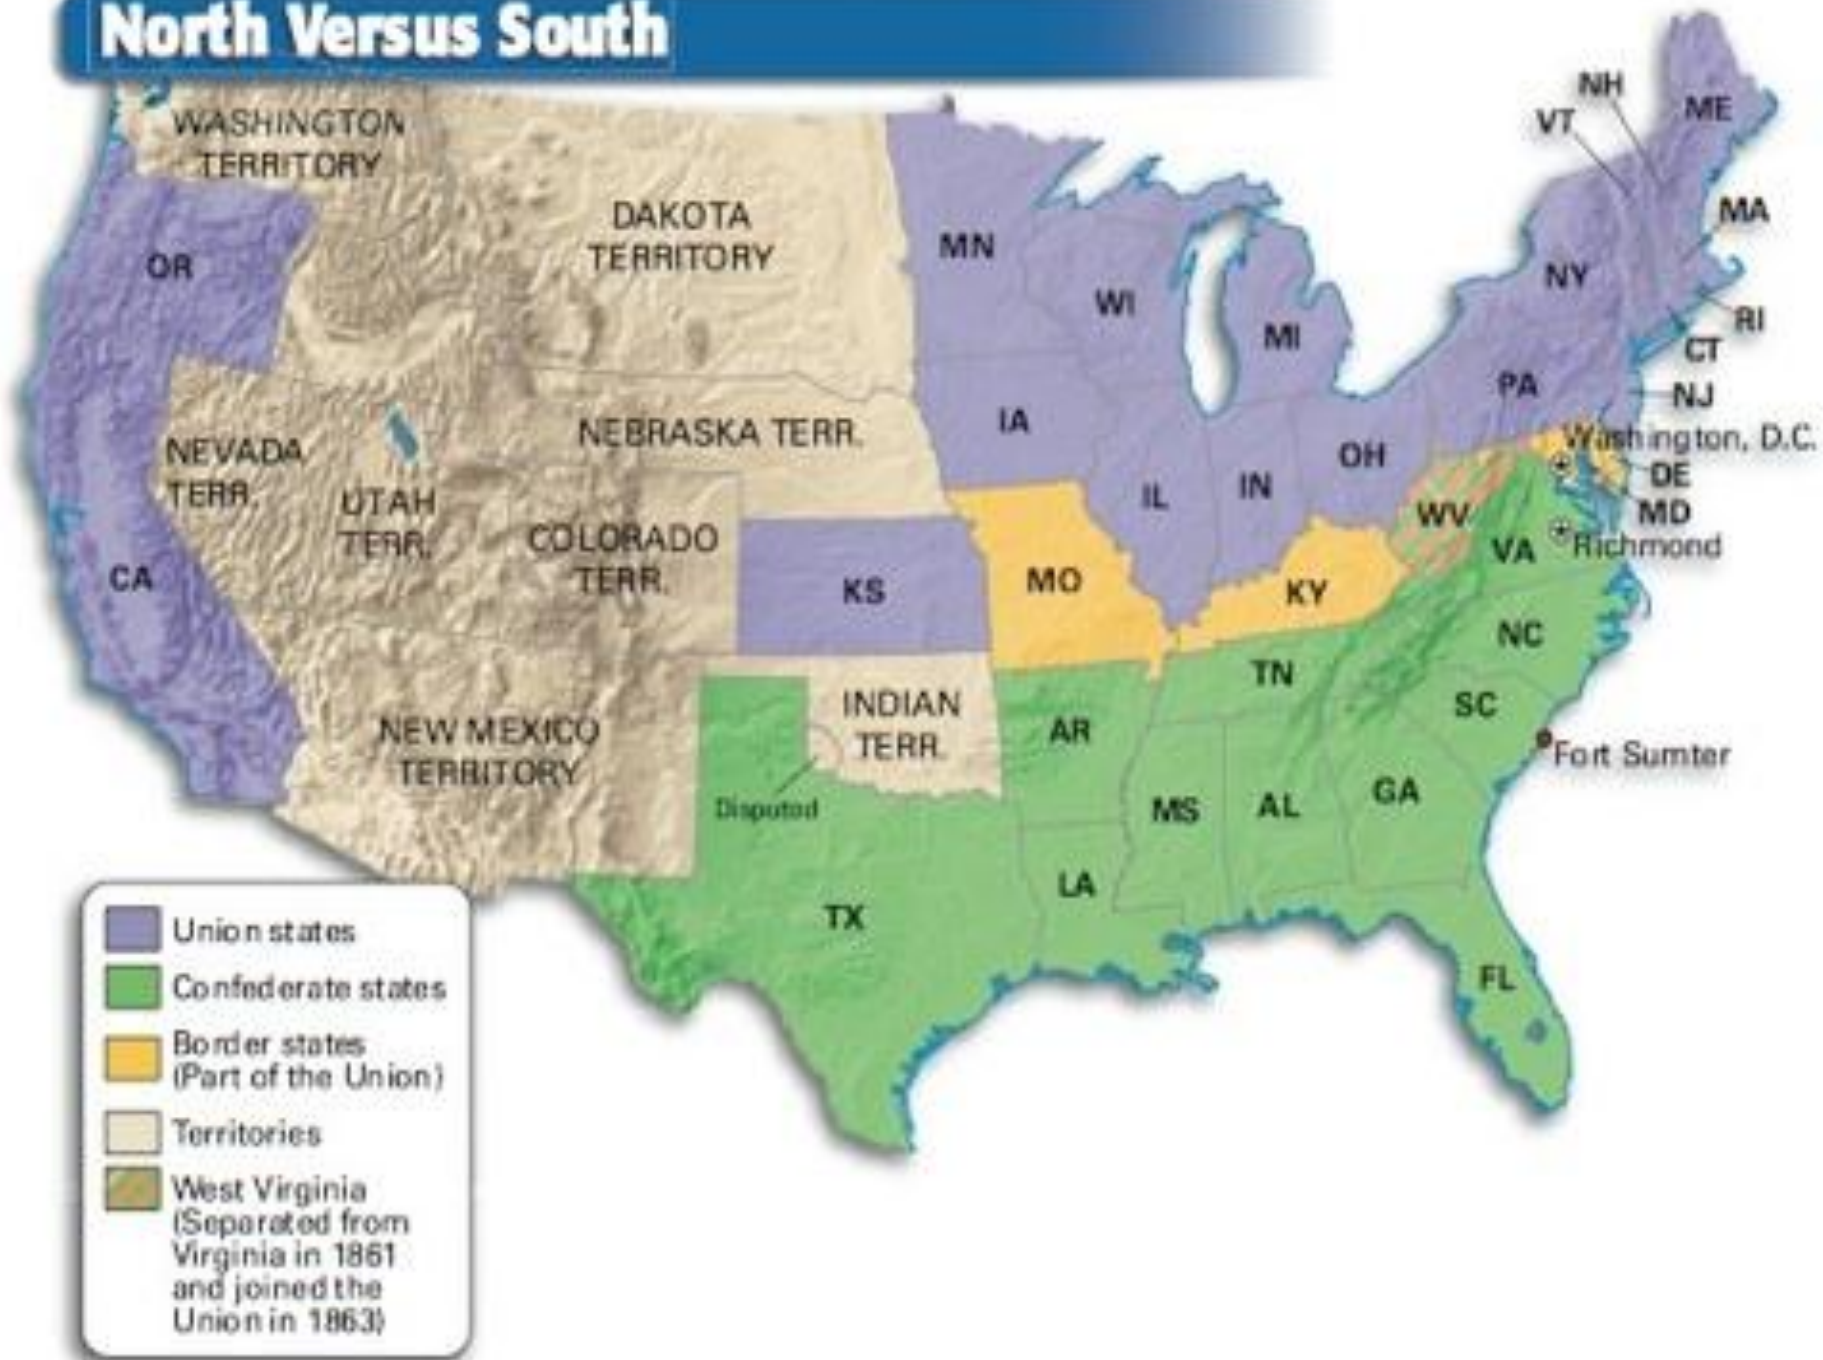 North Versus South
WASHINGTON
TERRITORY
OR
DAKOTA
TERRITORY
MN
WI
MI
NH
VT
ME
MA
NY
RI
CT
PA
NJ
NEBRASKA TERR.
IA
NEVADA
TERR.
UTAH
TERR.
COLORADO
TERR.
IL
IN
OH
Washington, D.C.
DE
MD
WV
VA
Richmond
CA
KS
MO
KY
NC
TN
SC
NEW MEXICO
TERRITORY
INDIAN
TERR.
AR
Fort Sumter
Disputed
MS
AL
GA
LA
TX
FL
Union states
Confederate states
Border states
(Part of the Union)
Territories
West Virginia
(Separated from
Virginia in 1861
and joined the
Union in 1863)